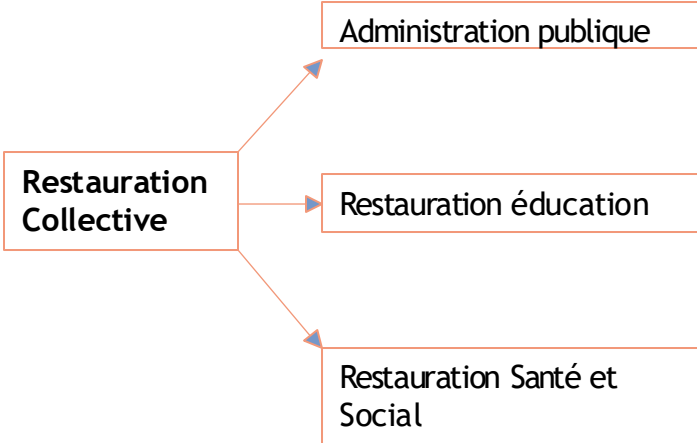 Administration publique
Restauration
Collective
Restauration éducation
Restauration Santé et
Social